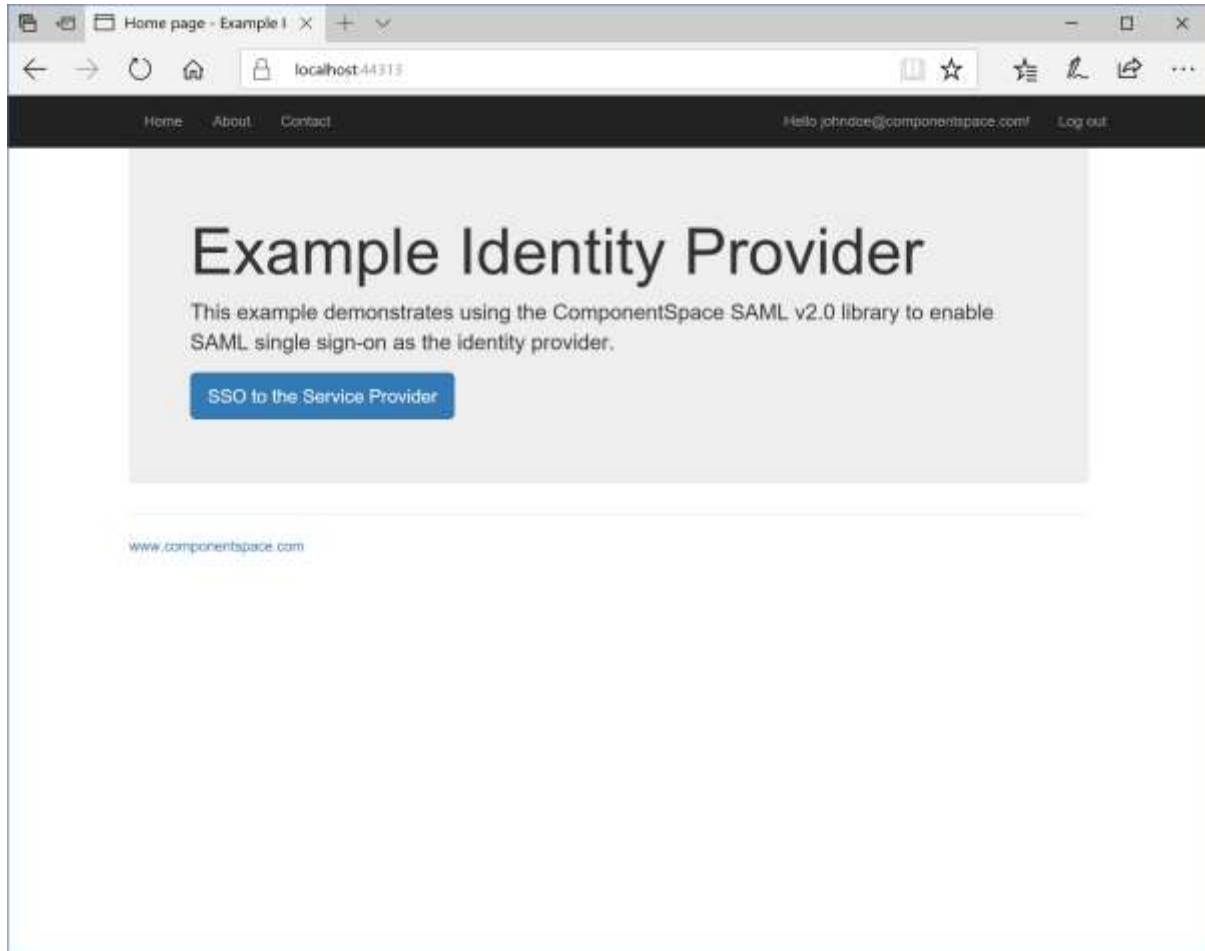 Home page - Example I
localhost:44313
Home About Contact Hello johndoe@componentspace.com! Log out
Example Identity Provider
This example demonstrates using the ComponentSpace SAML v2.0 library to enable
SAML single sign-on as the identity provider.
SSO to the Service Provider
www.componentspace.com